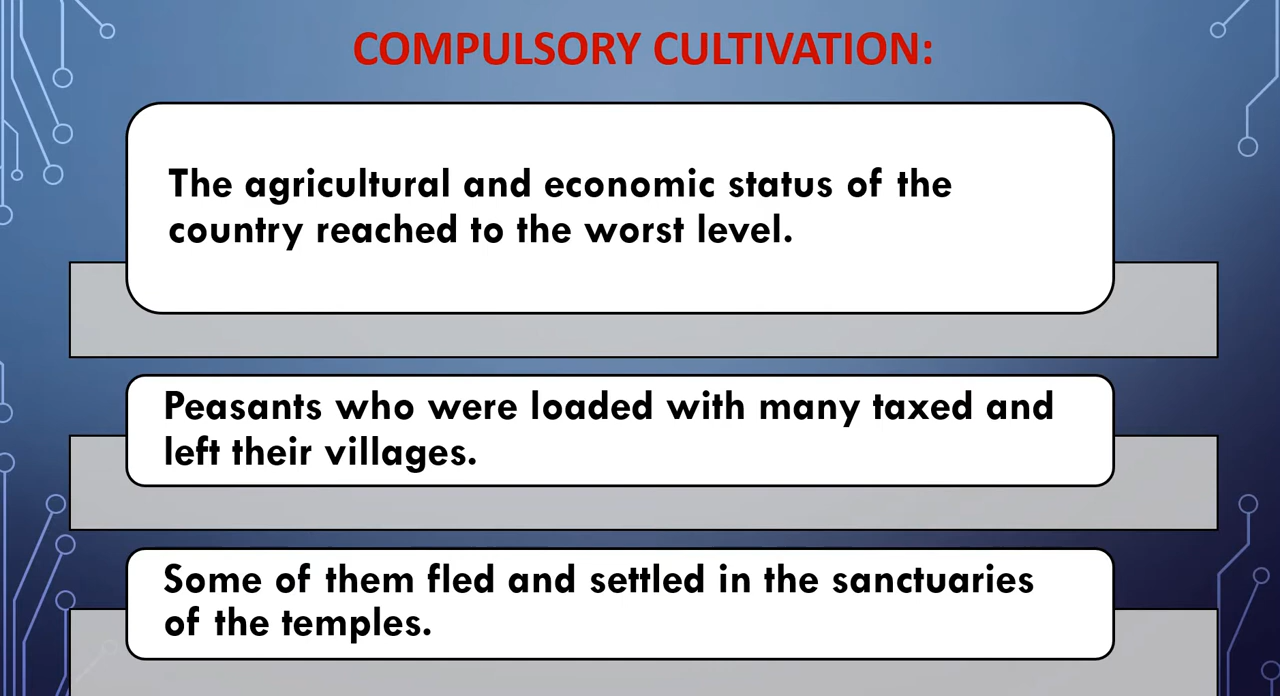 COMPULSORY CULTIVATION:
The agricultural and economic status of the
country reached to the worst level.
Peasants who were loaded with many taxed and
left their villages.
Some of them fled and settled in the sanctuaries
of the temples.